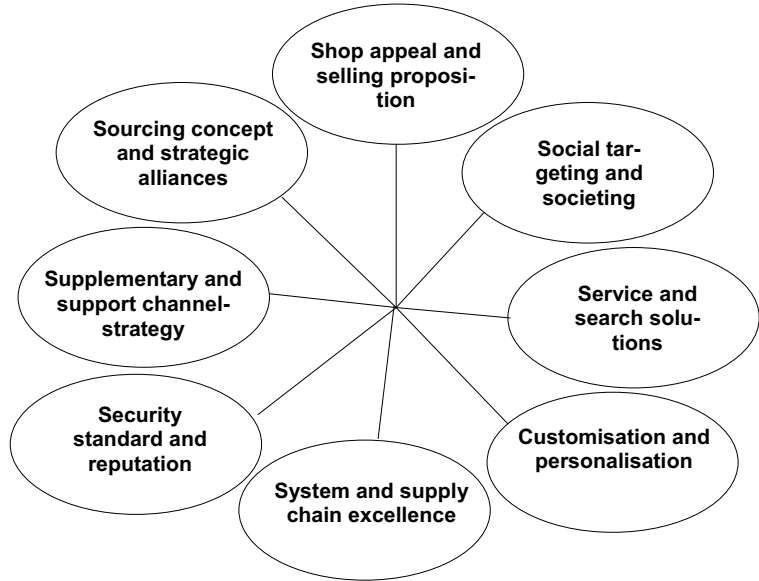 Shop appeal and
selling proposi-
tion
Social tar-
geting and
societing
Service and
search solu-
tions
Customisation and
personalisation
System and supply
chain excellence
Security
standard and
reputation
Supplementary and
support channel-
strategy
Sourcing concept
and strategic
alliances